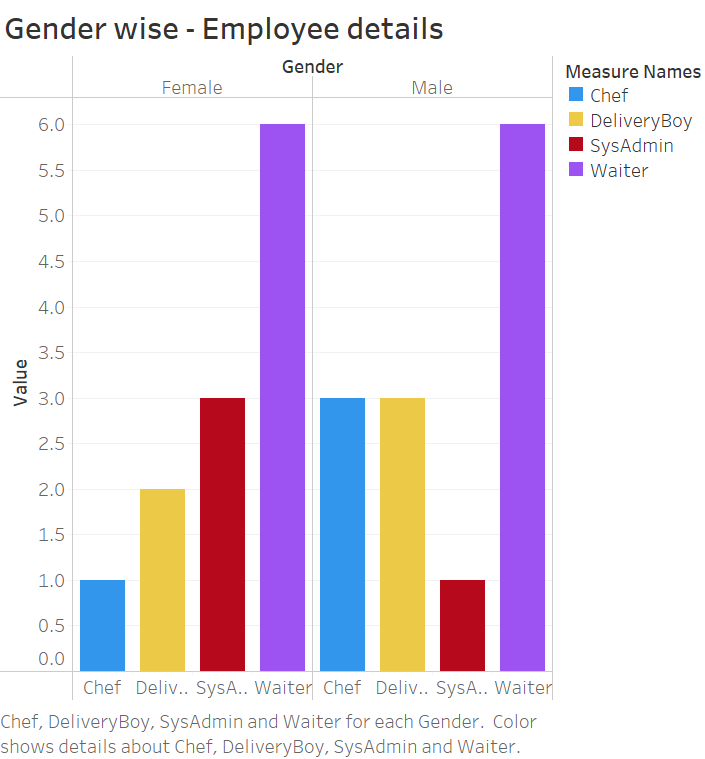 Gender wise - Employee details
Gender
Female Male
Measure Names
Chef
DeliveryBoy
SysAdmin
Waiter
Value
6.0
5.5
5.0
4.5
4.0
3.5
3.0
2.5
2.0
1.5
1.0
0.5
0.0
Chef Deliv.. SysA.. Waiter Chef Deliv.. SysA.. Waiter
Chef, DeliveryBoy, SysAdmin and Waiter for each Gender. Color
shows details about Chef, DeliveryBoy, SysAdmin and Waiter.